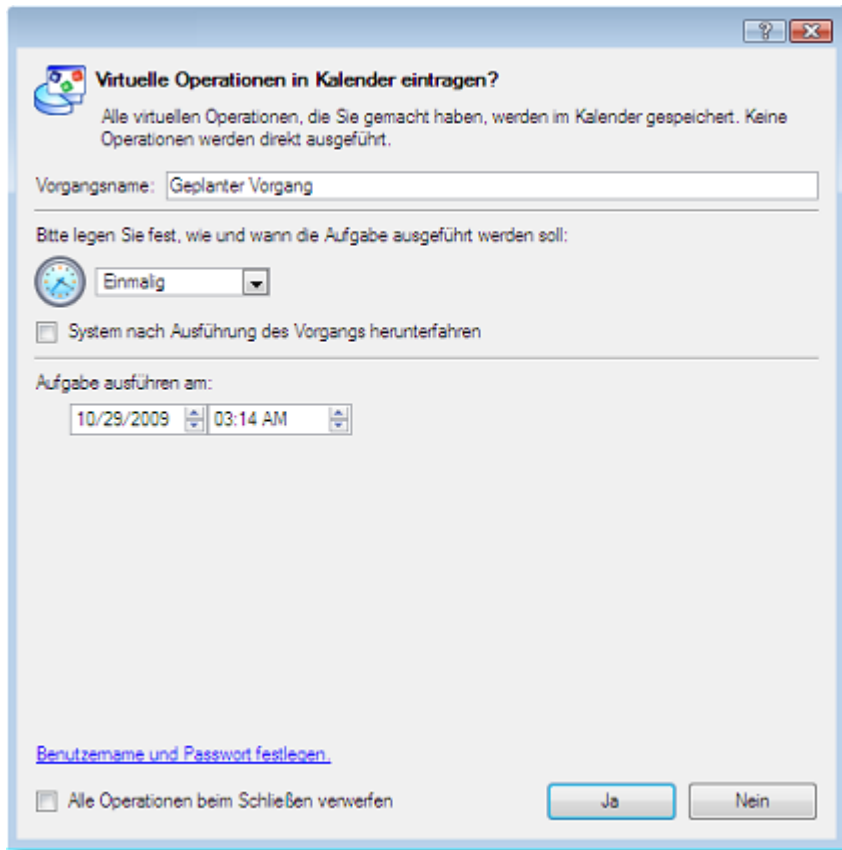 Virtuelle Operationen in Kalender eintragen?
Alle virtuellen Operationen, die Sie gemacht haben, werden im Kalender gespeichert. Keine
Operationen werden direkt ausgeführt.
Vorgangsname: Geplanter Vorgang
Bitte legen Sie fest, wie und wann die Aufgabe ausgeführt werden soll:
Einmalig
System nach Ausführung des Vorgangs herunterfahren
Aufgabe ausführen am:
10/29/2009 03:14 AM
Benutzername und Passwort festlegen.
Alle Operationen beim Schließen verwerfen
Ja Nein